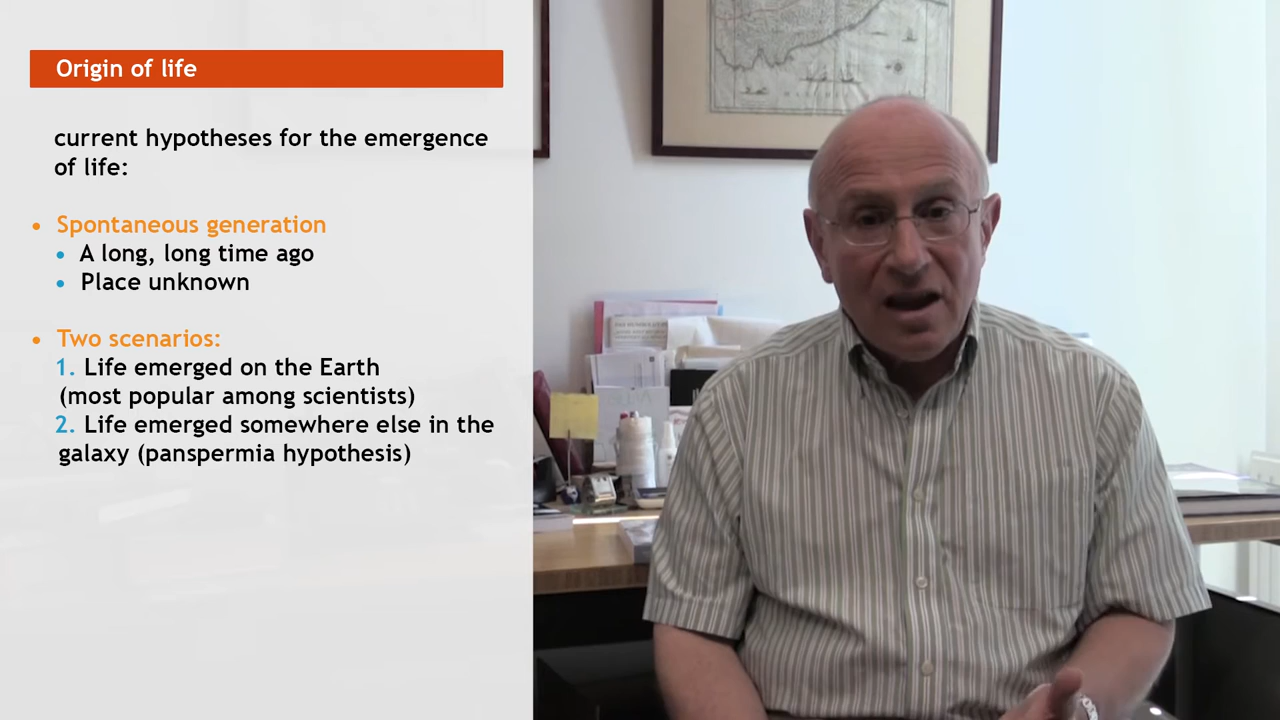 Origin of life
current hypotheses for the emergence
of life:
• Spontaneous generation
• A long, long time ago
• Place unknown
• Two scenarios:
1. Life emerged on the Earth
(most popular among scientists)
2. Life emerged somewhere else in the
galaxy (panspermia hypothesis)